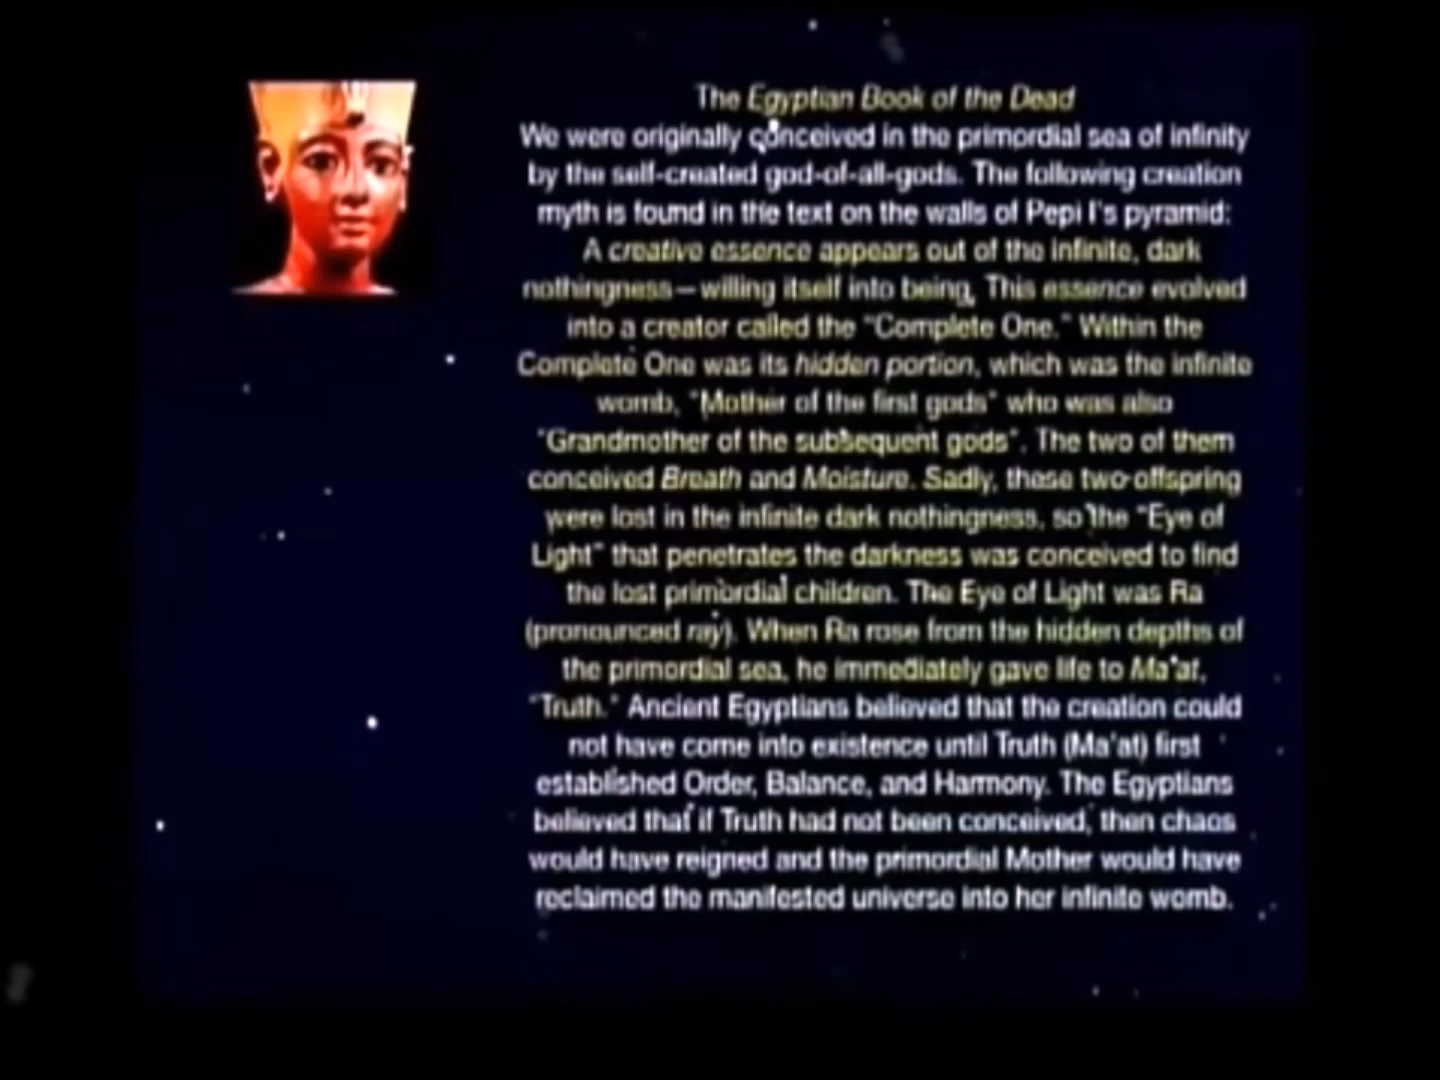 The Egyptian Book of the Dead
We were originally conceived in the primordial sea of infinity
by the self-created god-of-all-gods. The following creation
myth is found in the text on the walls of Pepi I's pyramid:
A creative essence appears out of the infinite, dark
nothingness—willing itself into being. This essence evolved
into a creator called the "Complete One." Within the
Complete One was its hidden portion, which was the infinite
womb, "Mother of the first gods" who was also
"Grandmother of the subsequent gods". The two of them
conceived Breath and Moisture. Sadly, these two offspring
were lost in the infinite dark nothingness, so the "Eye of
Light" that penetrates the darkness was conceived to find
the lost primordial children. The Eye of Light was Ra
(pronounced ray). When Ra rose from the hidden depths of
the primordial sea, he immediately gave life to Ma'at,
"Truth." Ancient Egyptians believed that the creation could
not have come into existence until Truth (Ma'at) first
established Order, Balance, and Harmony. The Egyptians
believed that if Truth had not been conceived, then chaos
would have reigned and the primordial Mother would have
reclaimed the manifested universe into her infinite womb.